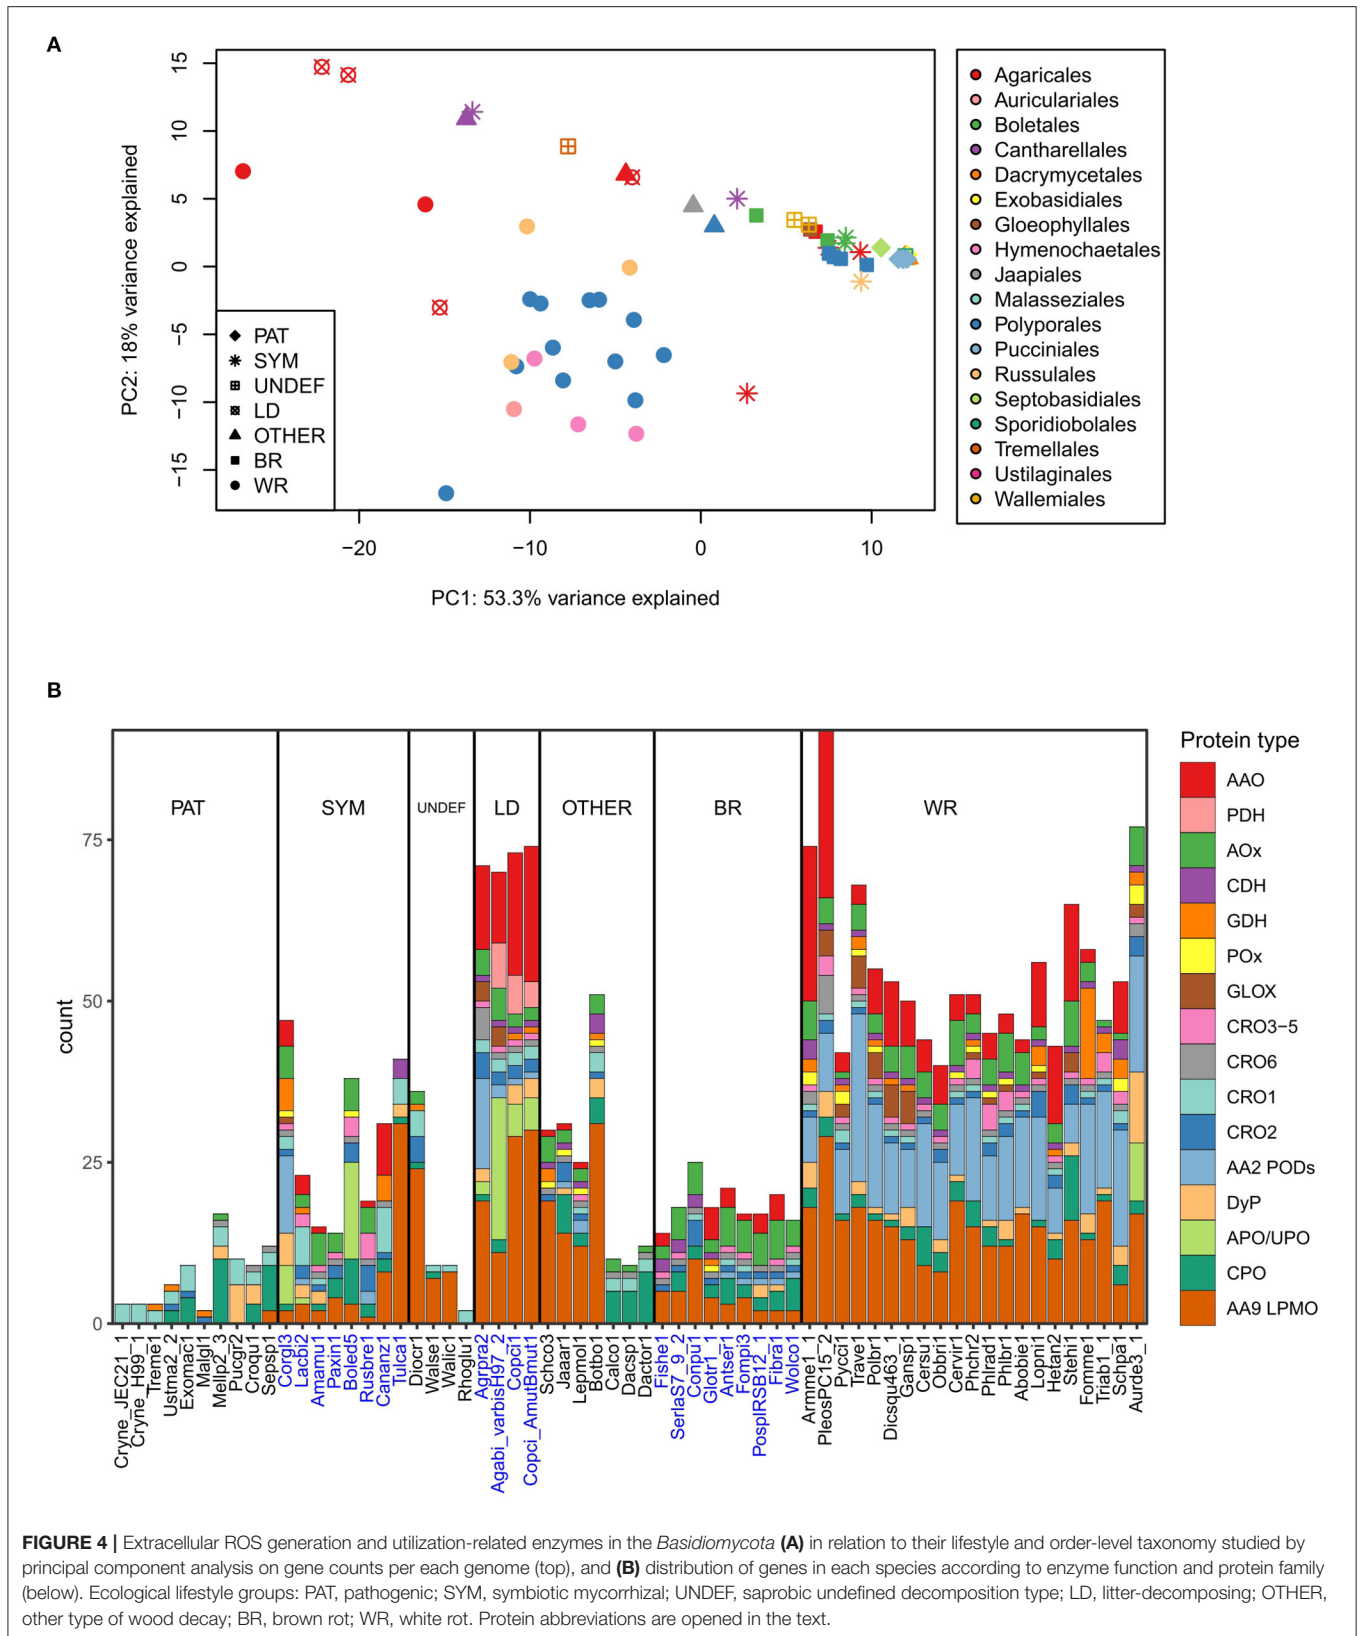 A
PC2: 18% variance explained
15
10
5
0
−5
−10
−15
−20
−10
0
10
PC1: 53.3% variance explained
PAT
SYM
UNDEF
LD
OTHER
BR
WR
Agaricales
Auriculariales
Boletales
Cantharellales
Dacrymycetales
Exobasidiales
Gloeophyllales
Hymenochaetales
Jaapiales
Malasseziales
Polyporales
Pucciniales
Russulales
Septobasidiales
Sporidiobolales
Tremellales
Ustilaginales
Wallemiales
B
count
75
50
25
0
PAT
SYM
UNDEF
LD
OTHER
BR
WR
Cryne_JEC21_1
Cryne_H99_1
Treme1
Ustma2_2
Exomac1
Malgl1
Mellp2_3
Pucgr2
Croqu1
Sepsp1
Corgl3
Lacbi2
Amamu1
Paxin1
Boled5
Rusbre1
Cananz1
Tulca1
Diocr1
Walse1
Walic1
Rhoglu1
Agrpra2
Agabi_varbisH97_2
Copci1
Copci_AmutBmut1
Schco3
Jaaar1
Lepmol1
Botbo1
Calco1
Dacsp1
Dactor1
Fishe1
SerlaS7_9_2
Conpu1
Glotr1_1
Antser1
Fompi3
PosplRSB12_1
Fibra1
Wolco1
Armme1_1
PleosPC15_2
Pycci1
Trave1
Polbr1
Dicsqu463_1
Gansp1
Cersu1
Obbri1
Cervir1
Phchr2
Phlrad1
Phlbr1
Abobie1
Lopnii1
Hetan2
Stehi1
Fomme1
Triab1_1
Schpa1
Aurde3_1
Protein type
AAO
PDH
AOx
CDH
GDH
POx
GLOX
CRO3−5
CRO6
CRO1
CRO2
AA2 PODs
DyP
APO/UPO
CPO
AA9 LPMO
FIGURE 4 | Extracellular ROS generation and utilization-related enzymes in the Basidiomycota (A) in relation to their lifestyle and order-level taxonomy studied by
principal component analysis on gene counts per each genome (top), and (B) distribution of genes in each species according to enzyme function and protein family
(below). Ecological lifestyle groups: PAT, pathogenic; SYM, symbiotic mycorrhizal; UNDEF, saprobic undefined decomposition type; LD, litter-decomposing; OTHER,
other type of wood decay; BR, brown rot; WR, white rot. Protein abbreviations are opened in the text.